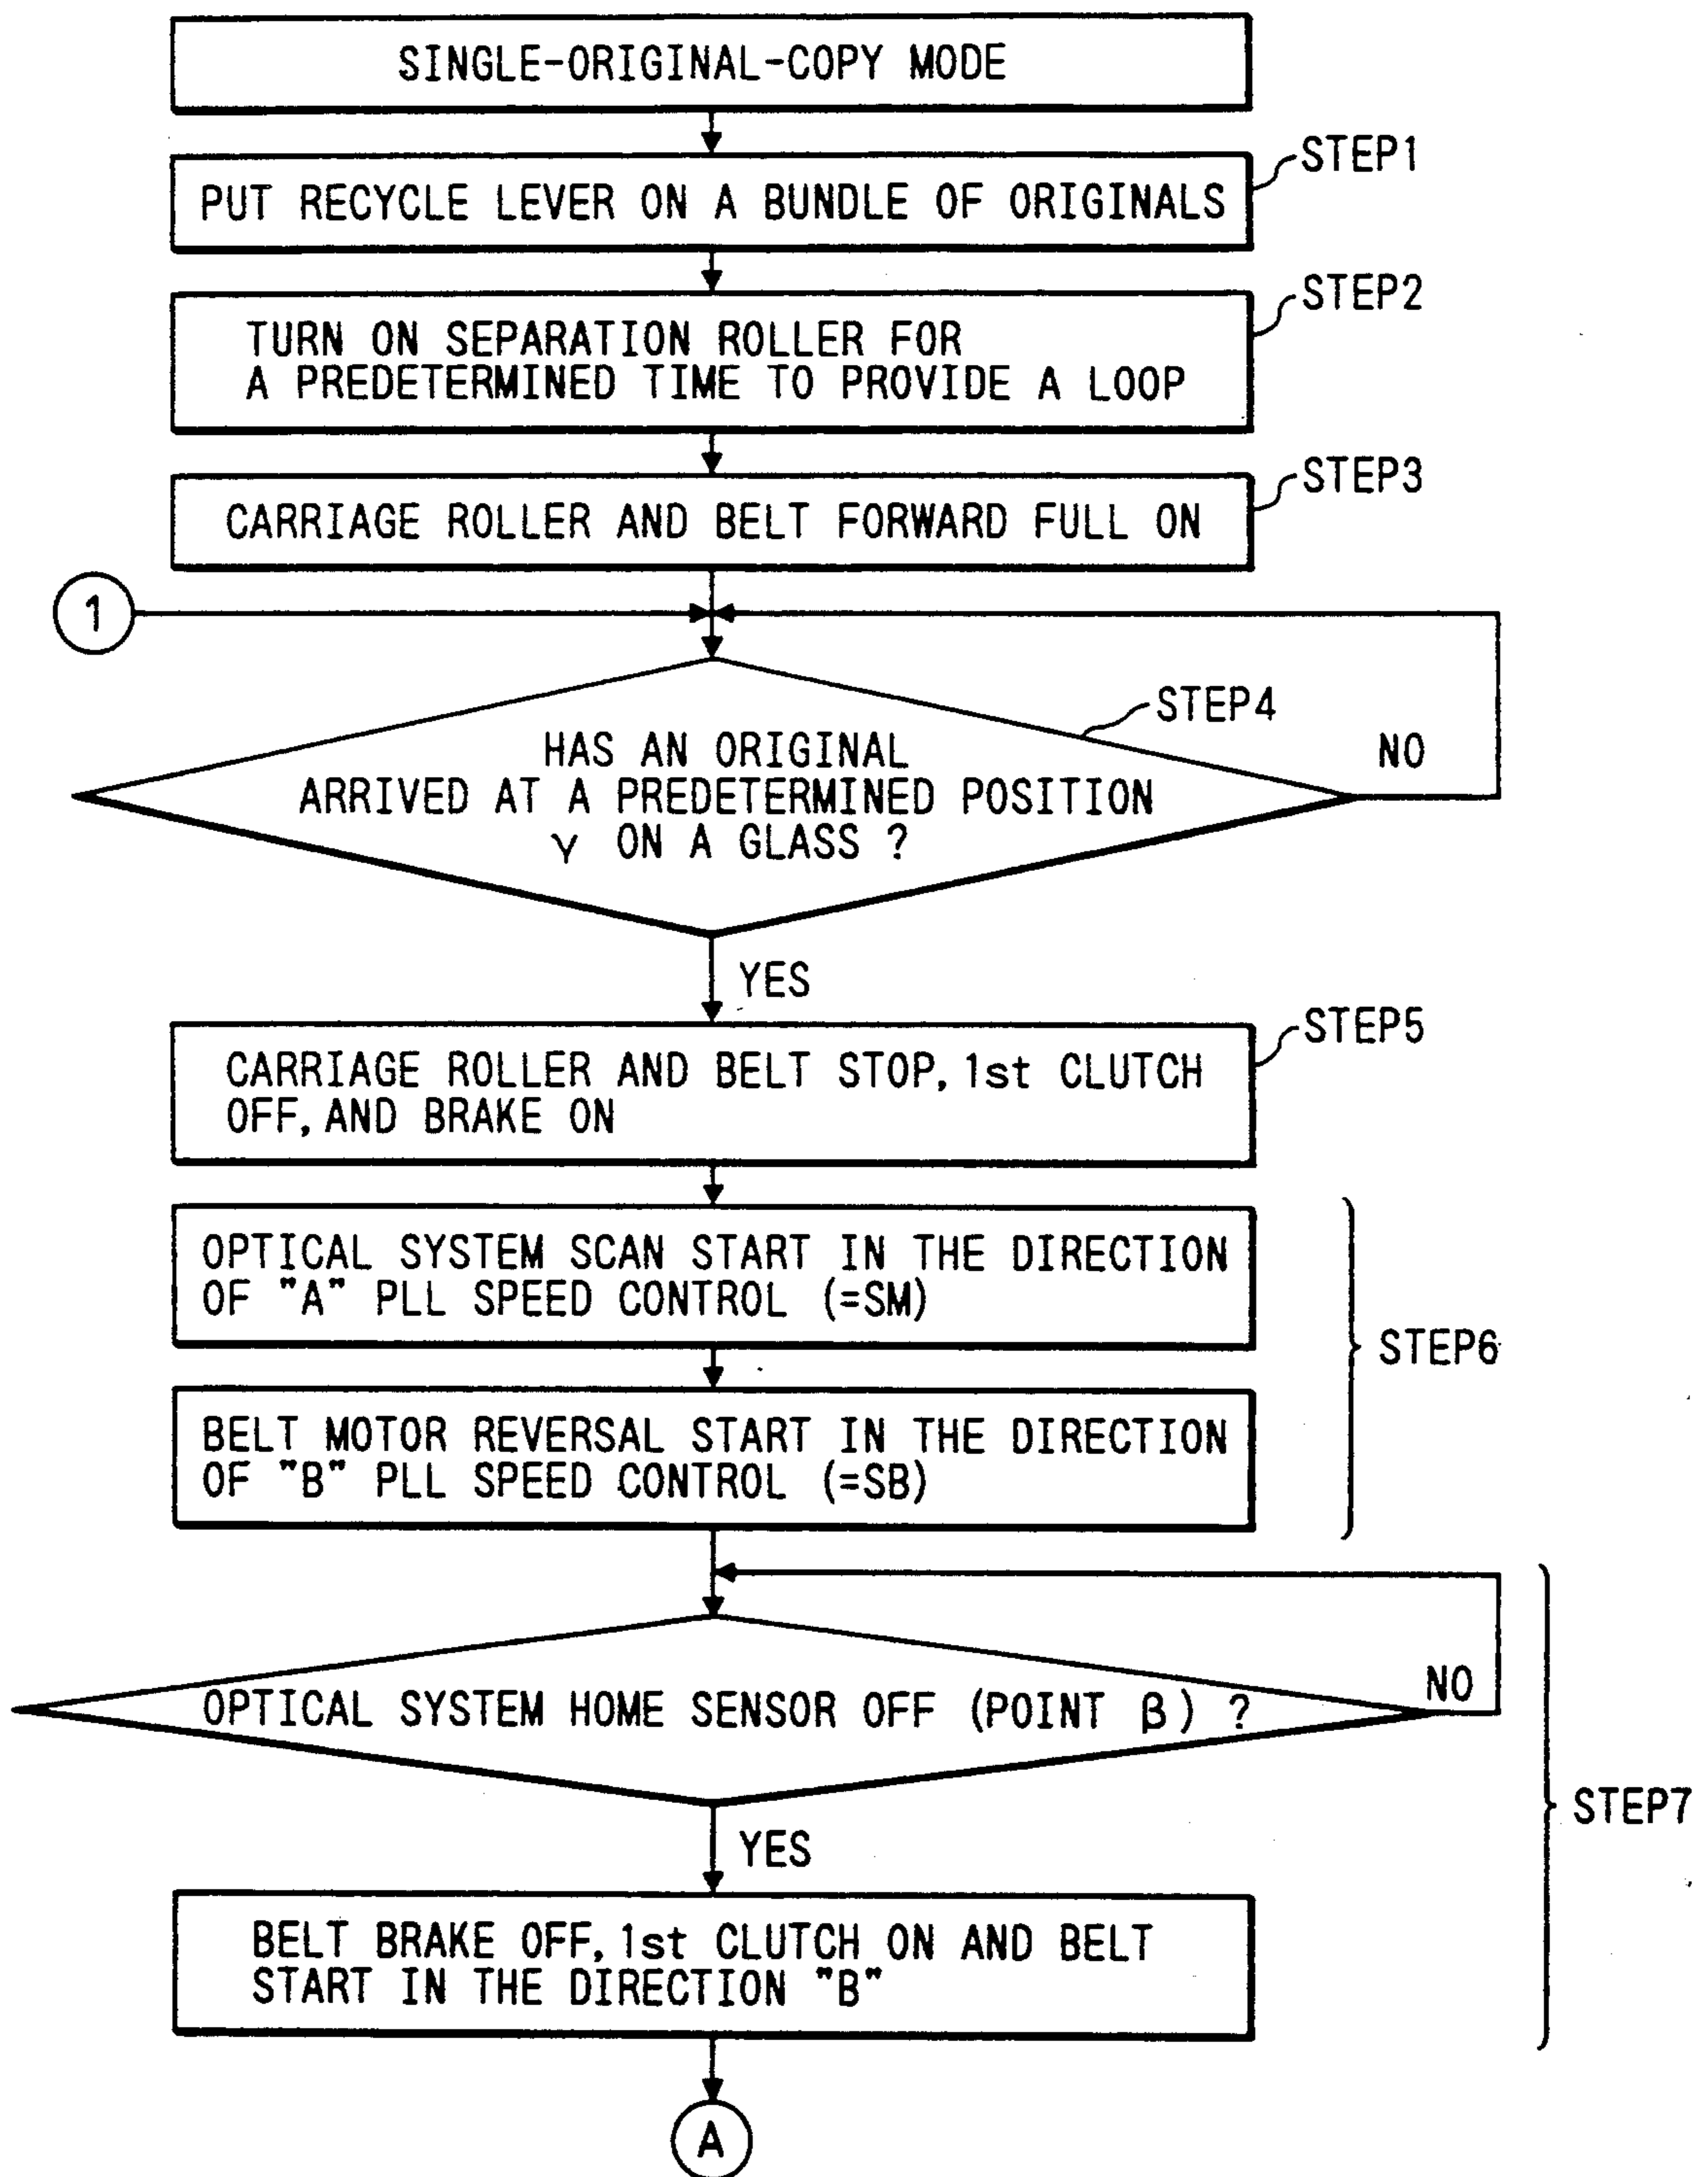 SINGLE-ORIGINAL-COPY MODE
STEP1
PUT RECYCLE LEVER ON A BUNDLE OF ORIGINALS
STEP2
TURN ON SEPARATION ROLLER FOR
A PREDETERMINED TIME TO PROVIDE A LOOP
STEP3
CARRIAGE ROLLER AND BELT FORWARD FULL ON
1
STEP4
HAS AN ORIGINAL
ARRIVED AT A PREDETERMINED POSITION
γ ON A GLASS ?
NO
YES
STEP5
CARRIAGE ROLLER AND BELT STOP, 1st CLUTCH
OFF, AND BRAKE ON
OPTICAL SYSTEM SCAN START IN THE DIRECTION
OF "A" PLL SPEED CONTROL (=SM)
STEP6
BELT MOTOR REVERSAL START IN THE DIRECTION
OF "B" PLL SPEED CONTROL (=SB)
OPTICAL SYSTEM HOME SENSOR OFF (POINT β) ?
NO
STEP7
YES
BELT BRAKE OFF, 1st CLUTCH ON AND BELT
START IN THE DIRECTION "B"
A